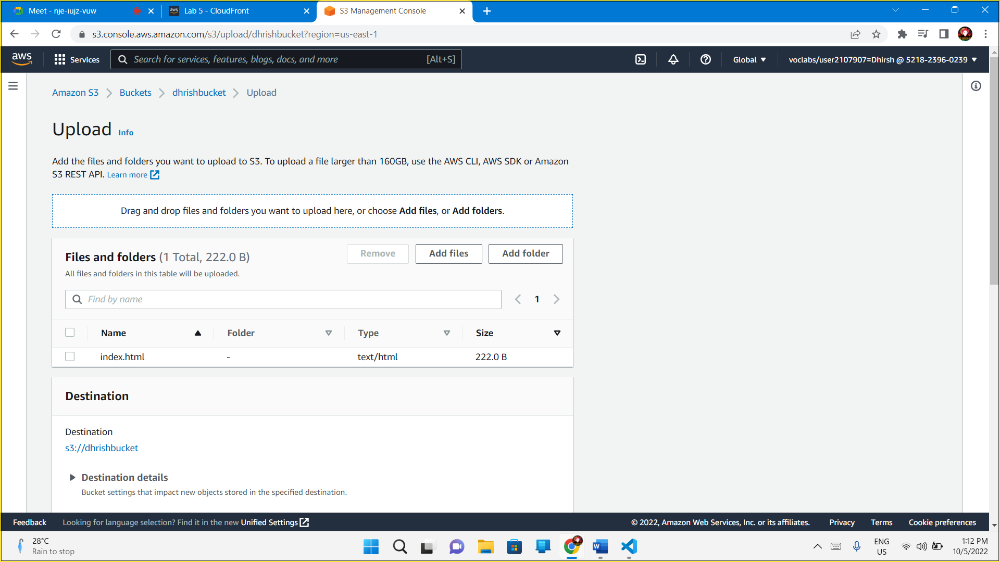 Meet - nje-iujz-vuw
aws Lab 5 - CloudFront
S3 Management Console
s3.console.aws.amazon.com/s3/upload/dhrishbucket?region=us-east-1
aws Services Search for services, features, blogs, docs, and more [Alt+S] Global voclabs/user2107907=Dhirsh @ 5218-2396-0239
Amazon S3 Buckets dhrishbucket Upload
Upload Info
Add the files and folders you want to upload to S3. To upload a file larger than 160GB, use the AWS CLI, AWS SDK or Amazon
S3 REST API. Learn more
Drag and drop files and folders you want to upload here, or choose Add files, or Add folders.
Files and folders (1 Total, 222.0 B) Remove Add files Add folder
All files and folders in this table will be uploaded.
Find by name 1
Name Folder Type Size
index.html - text/html 222.0 B
Destination
Destination
s3://dhrishbucket
Destination details
Bucket settings that impact new objects stored in the specified destination.
Feedback Looking for language selection? Find it in the new Unified Settings © 2022, Amazon Web Services, Inc. or its affiliates. Privacy Terms Cookie preferences
28°C
Rain to stop
W
ENG
US
1:12 PM
10/5/2022